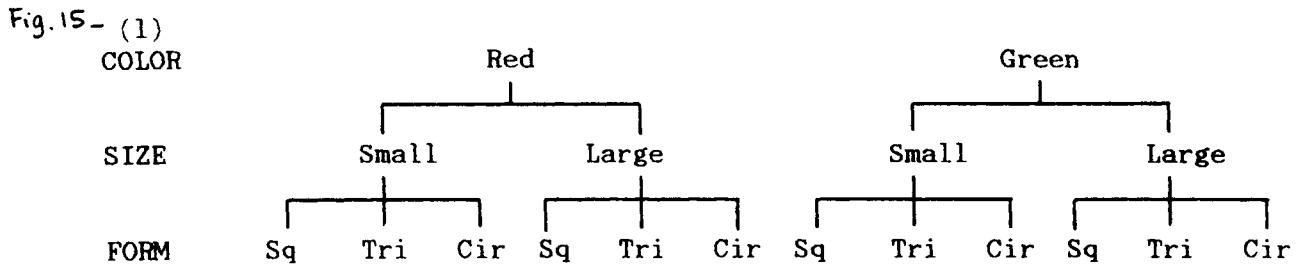 Fig. 15- (1)
COLOR Red Green
SIZE Small Large Small Large
FORM Sq Tri Cir Sq Tri Cir Sq Tri Cir Sq Tri Cir